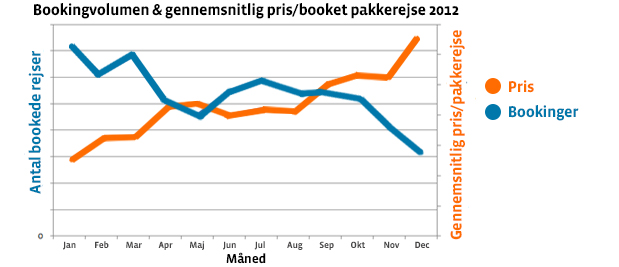 Bookingvolumen & gennemsnitlig pris/booket pakkerejse 2012
Antal bookede rejser
Gennemsnitlig pris/pakkerejse
Pris
Bookinger
0
Jan Feb Mar Apr Maj Jun Jul Aug Sep Okt Nov Dec
Måned